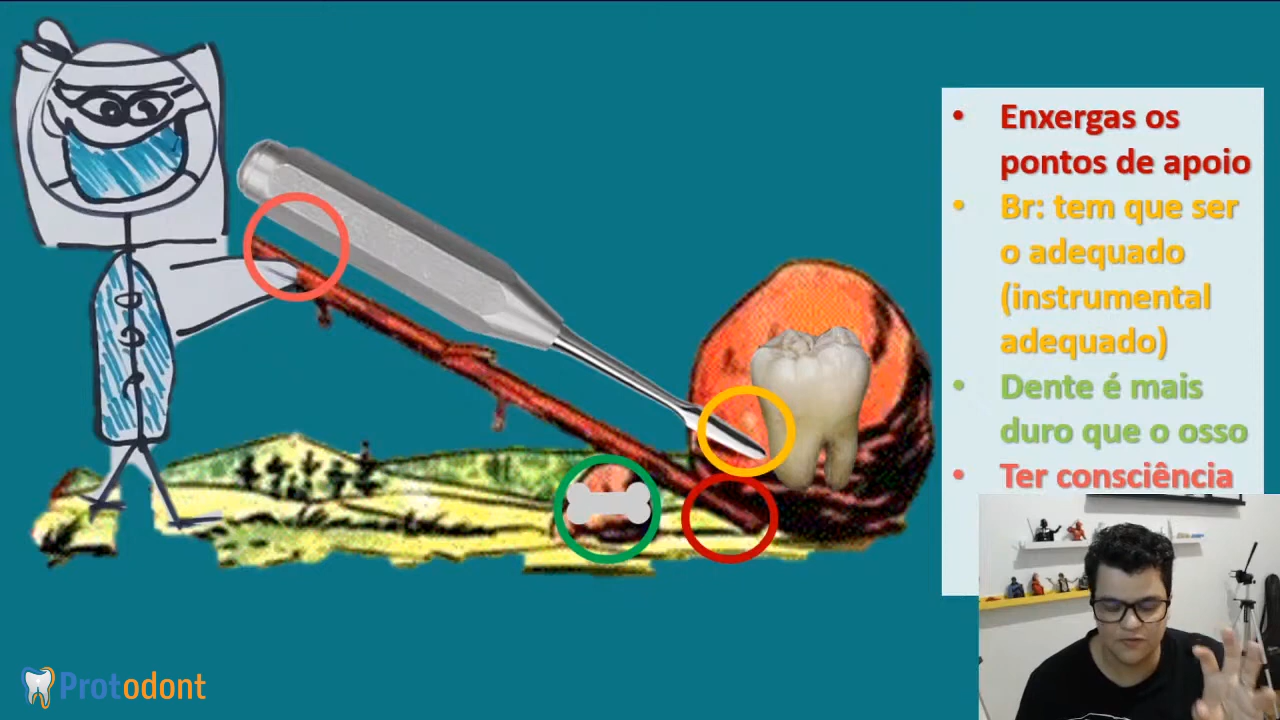 Enxergas os
pontos de apoio
Br: tem que ser
o adequado
(instrumental
adequado)
Dente é mais
duro que o osso
Ter consciência
Protodont